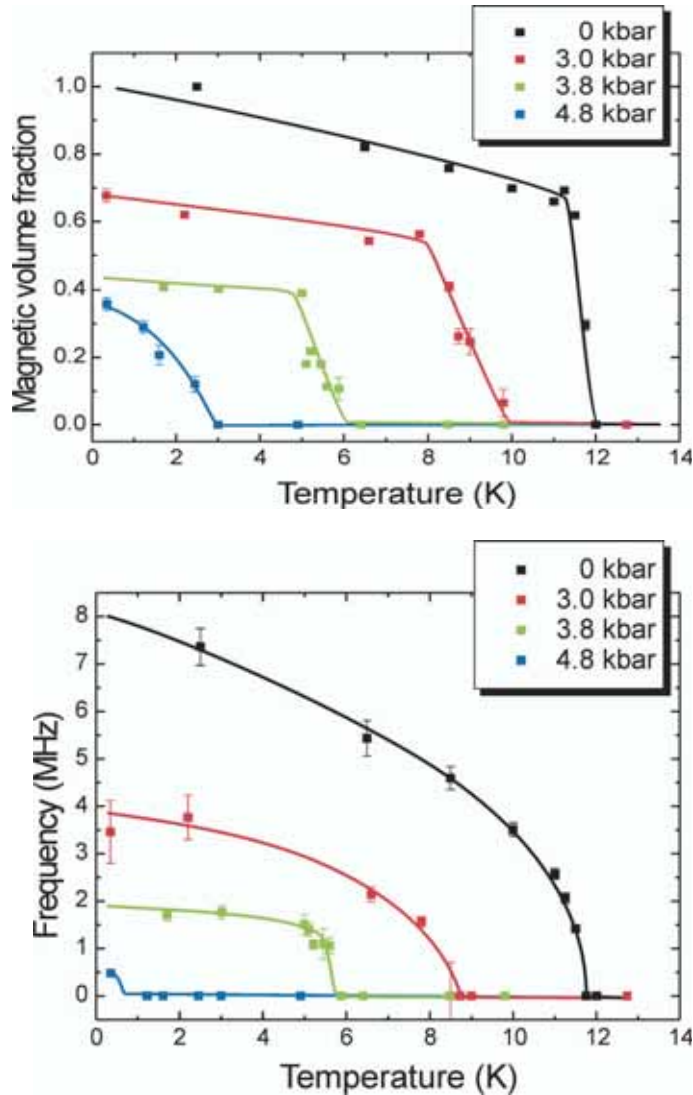 0 kbar
3.0 kbar
3.8 kbar
4.8 kbar
1.0
0.8
0.6
0.4
0.2
0.0
Magnetic volume fraction
0 2 4 6 8 10 12 14
Temperature (K)
0 kbar
3.0 kbar
3.8 kbar
4.8 kbar
8
7
6
5
4
3
2
1
0
Frequency (MHz)
0 2 4 6 8 10 12 14
Temperature (K)